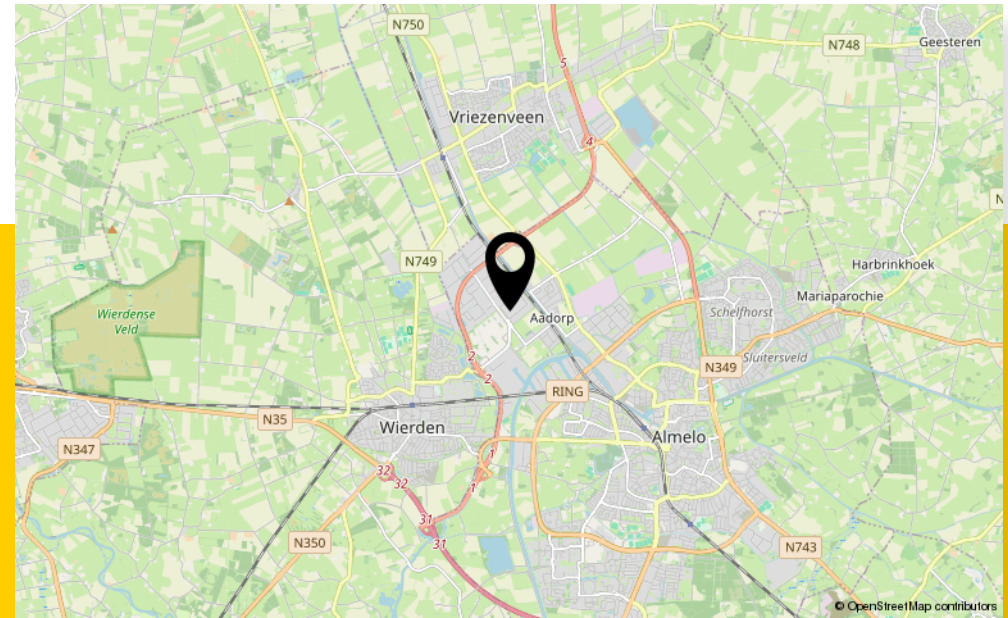 N750
5
N748
Geesteren
Vriezenveen
4
N
N749
Harbrinkhoek
Wierdense
Veld
Mariaparochie
Schelfhorst
Aadorp
2
2
Sluitersveld
N349
RING
N35
Wierden
Almelo
N347
1
32
32
1
31
31
N350
N743
© OpenStreetMap contributors